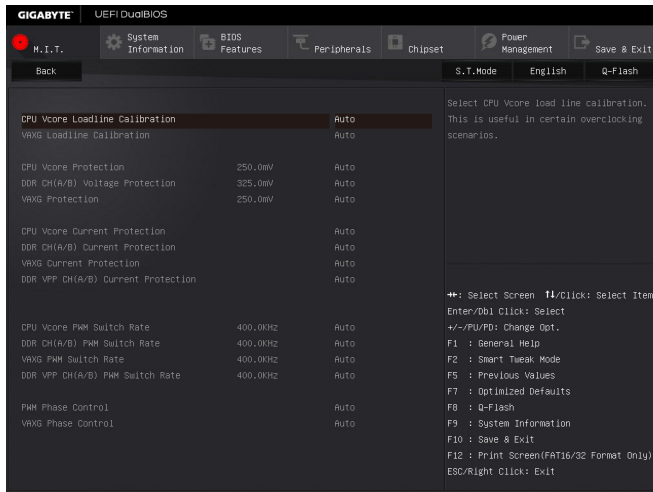 GIGABYTE™ UEFI DualBIOS
M.I.T.
System Information
BIOS Features
Peripherals
Chipset
Power Management
Save & Exit
Back S.T.Mode English Q-Flash
Select CPU Vcore load line calibration.
This is useful in certain overclocking
scenarios.
CPU Vcore Loadline Calibration Auto
VAXG Loadline Calibration Auto
CPU Vcore Protection 250.0mV Auto
DDR CH(A/B) Voltage Protection 325.0mV Auto
VAXG Protection 250.0mV Auto
CPU Vcore Current Protection Auto
DDR CH(A/B) Current Protection Auto
VAXG Current Protection Auto
DDR VPP CH(A/B) Current Protection Auto
CPU Vcore PWM Switch Rate 400.0KHz Auto
DDR CH(A/B) PWM Switch Rate 400.0KHz Auto
VAXG PWM Switch Rate 400.0KHz Auto
DDR VPP CH(A/B) PWM Switch Rate 400.0KHz Auto
PWM Phase Control Auto
VAXG Phase Control Auto
→←: Select Screen ↑↓/Click: Select Item
Enter/Dbl Click: Select
+/-/PU/PD: Change Opt.
F1 : General Help
F2 : Smart Tweak Mode
F5 : Previous Values
F7 : Optimized Defaults
F8 : Q-Flash
F9 : System Information
F10 : Save & Exit
F12 : Print Screen(FAT16/32 Format Only)
ESC/Right Click: Exit